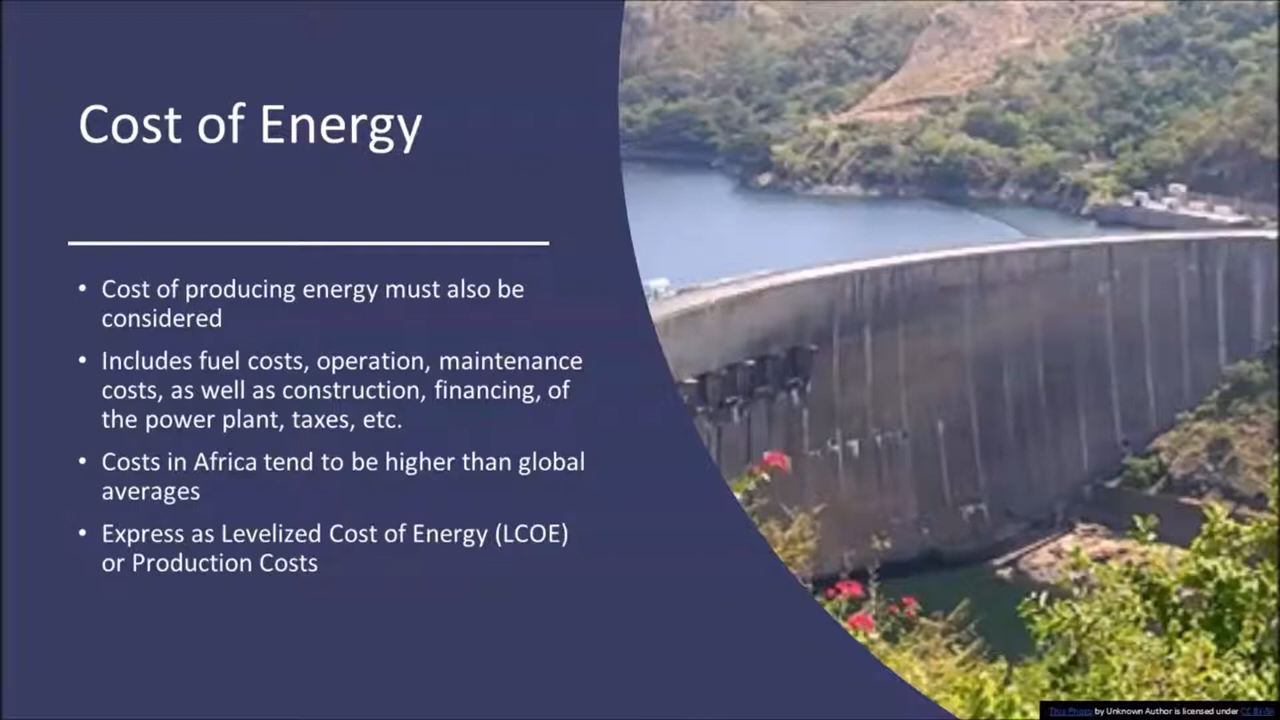 Cost of Energy
• Cost of producing energy must also be
considered
• Includes fuel costs, operation, maintenance
costs, as well as construction, financing, of
the power plant, taxes, etc.
• Costs in Africa tend to be higher than global
averages
• Express as Levelized Cost of Energy (LCOE)
or Production Costs
This Photo by Unknown Author is licensed under